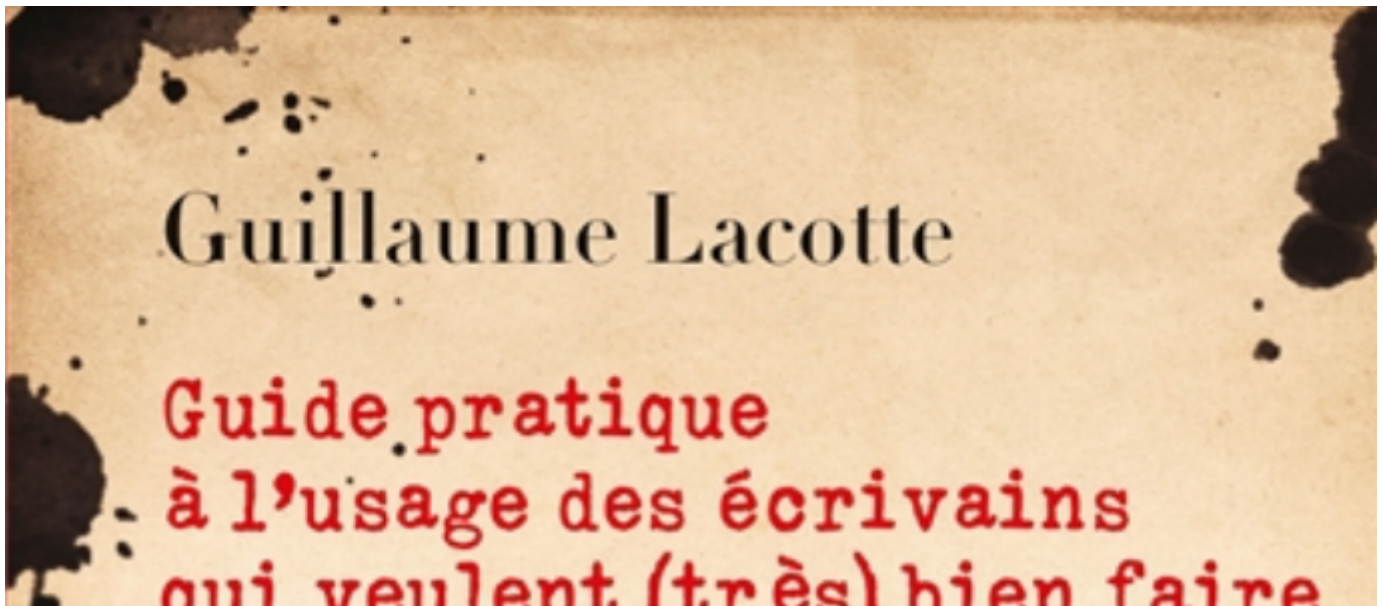 Guillaume Lacotte
Guide pratique
à l’usage des écrivains
qui veulent (très) bien faire